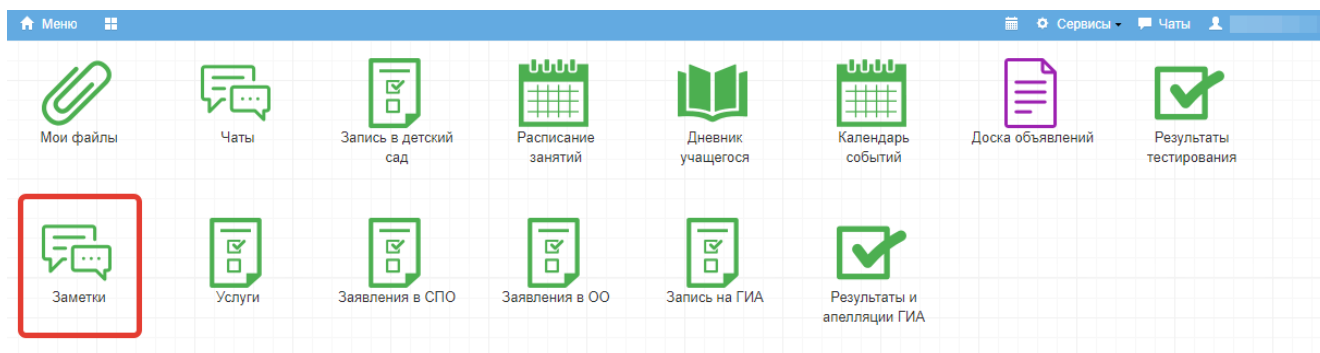 Меню
Сервисы
Чаты
Мои файлы
Чаты
Запись в детский
сад
Расписание
занятий
Дневник
учащегося
Календарь
событий
Доска объявлений
Результаты
тестирования
Заметки
Услуги
Заявления в СПО
Заявления в ОО
Запись на ГИА
Результаты и
апелляции ГИА